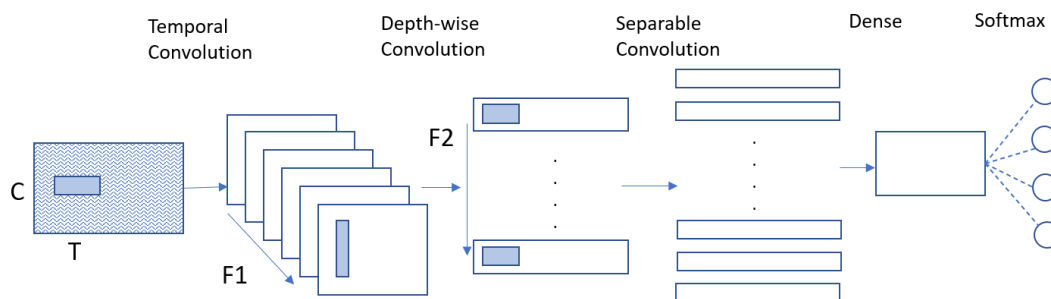 Temporal
Convolution
Depth-wise
Convolution
Separable
Convolution
Dense
Softmax
C
T
F1
F2